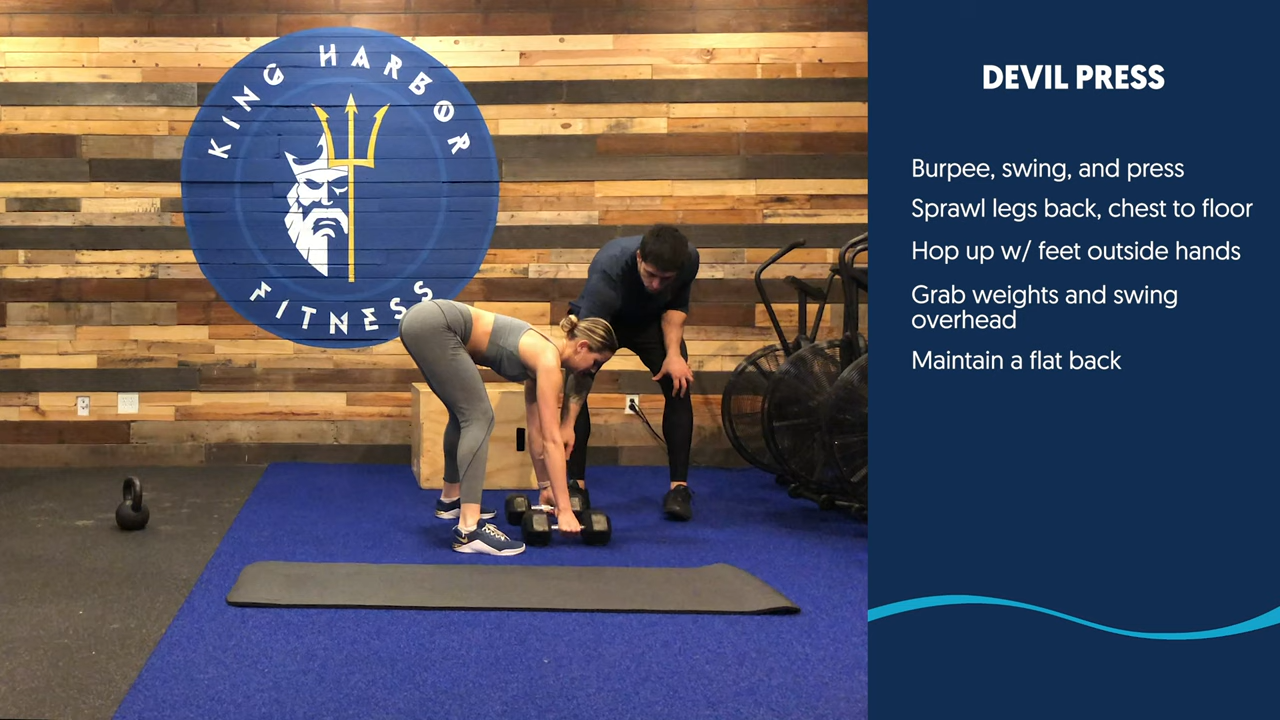 KING HARBOR
FITNESS
DEVIL PRESS
Burpee, swing, and press
Sprawl legs back, chest to floor
Hop up w/ feet outside hands
Grab weights and swing
overhead
Maintain a flat back